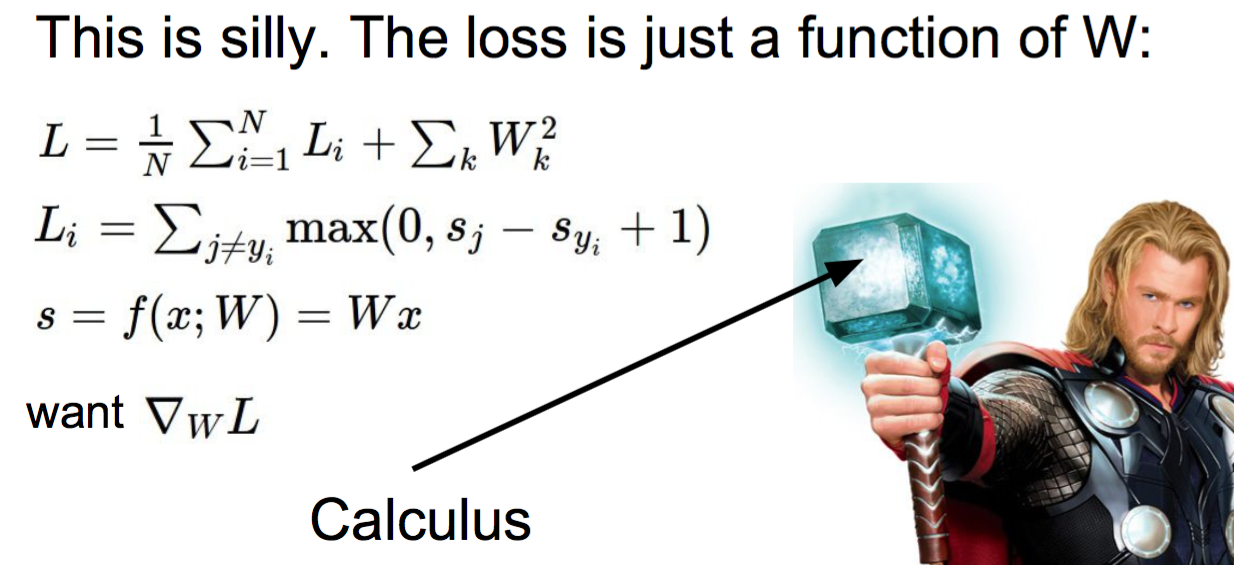 This is silly. The loss is just a function of W:
L = \frac{1}{N} \sum_{i=1}^{N} L_i + \sum_k W_k^2
L_i = \sum_{j \neq y_i} \max(0, s_j - s_{y_i} + 1)
s = f(x; W) = Wx
want \nabla_W L
Calculus